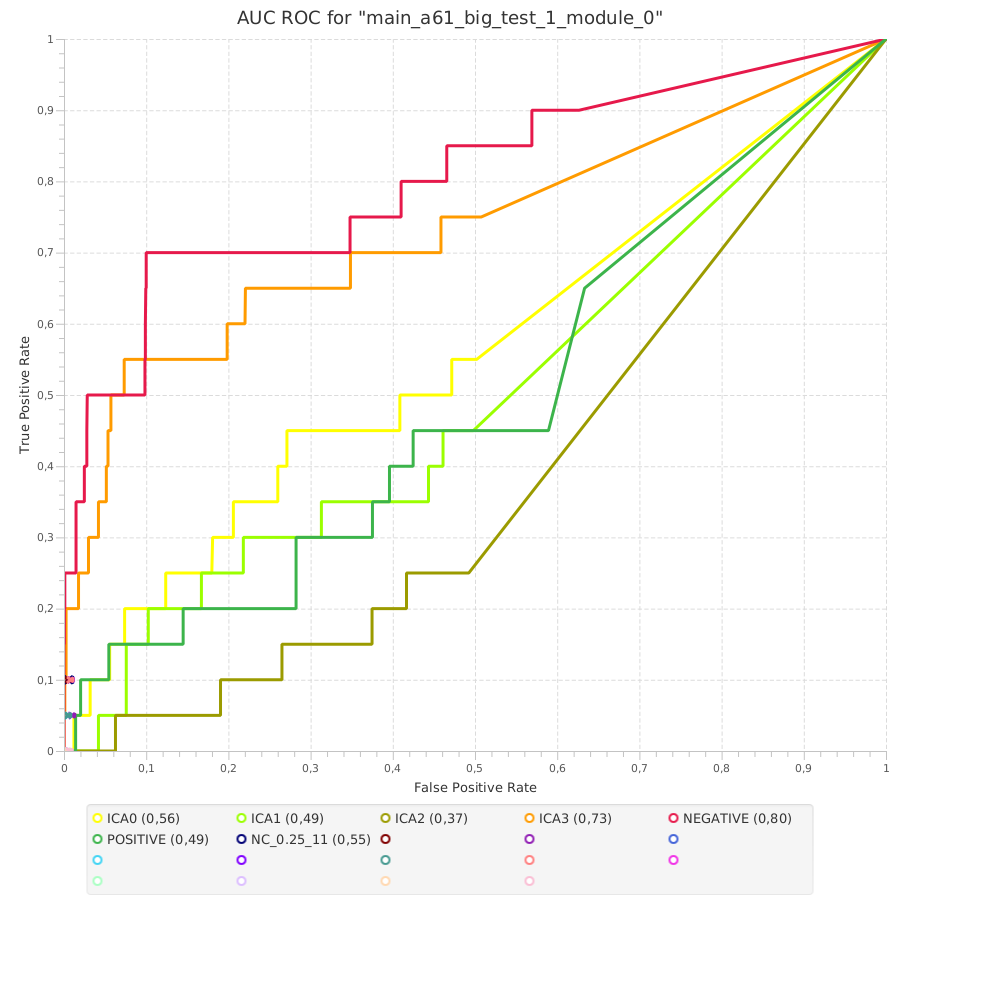 AUC ROC for "main_a61_big_test_1_module_0"
1
0,9
0,8
0,7
0,6
0,5
0,4
0,3
0,2
0,1
0
True Positive Rate
0 0,1 0,2 0,3 0,4 0,5 0,6 0,7 0,8 0,9 1
False Positive Rate
ICA0 (0,56) ICA1 (0,49) ICA2 (0,37) ICA3 (0,73) NEGATIVE (0,80)
POSITIVE (0,49) NC_0.25_11 (0,55)